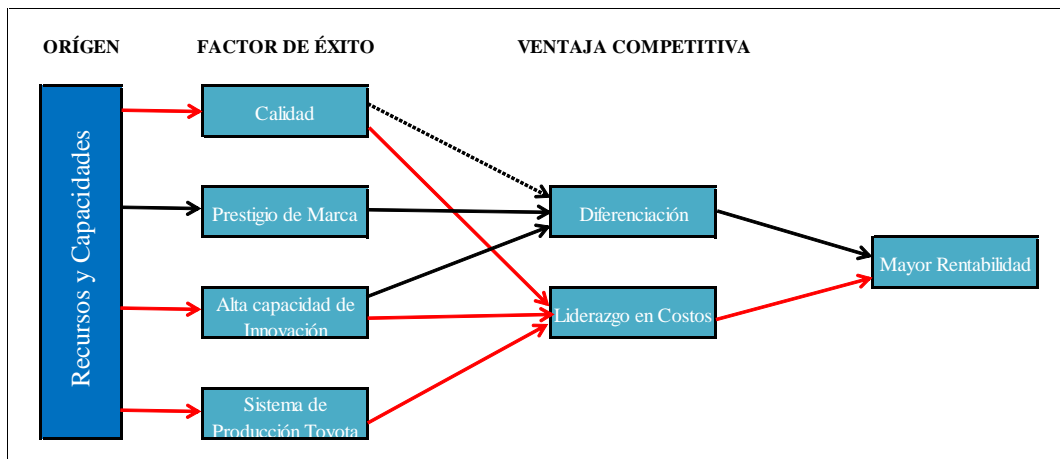 ORÍGEN
FACTOR DE ÉXITO
VENTAJA COMPETITIVA
Recursos y Capacidades
Calidad
Prestigio de Marca
Alta capacidad de
Innovación
Sistema de
Producción Toyota
Diferenciación
Liderazgo en Costos
Mayor Rentabilidad